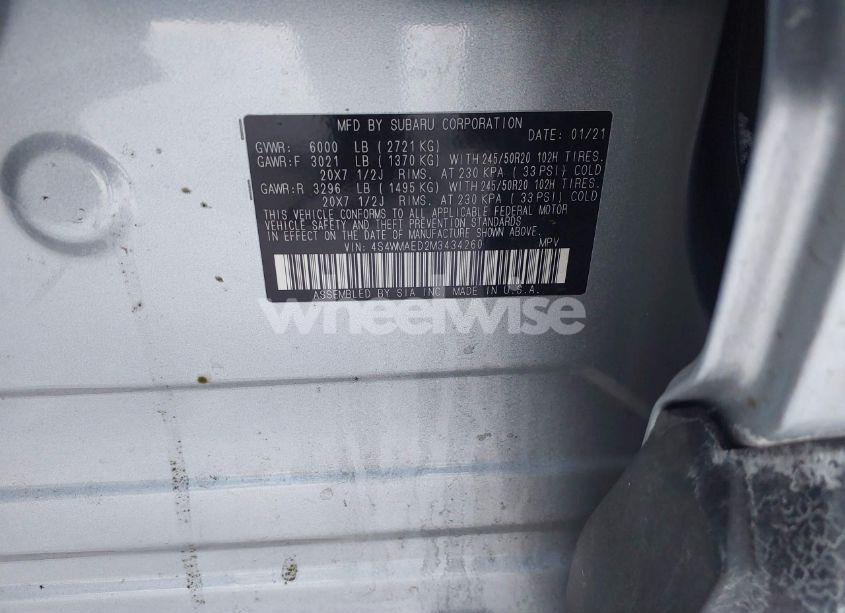 MFD BY SUBARU CORPORATION
DATE: 01/21
GVWR: 6000 LB (2721 KG)
GAWR:F 3021 LB (1370 KG) WITH 245/50R20 102H TIRES.
20X7 1/2J RIMS. AT 230 KPA (33 PSI) COLD
GAWR:R 3296 LB (1495 KG) WITH 245/50R20 102H TIRES.
20X7 1/2J RIMS. AT 230 KPA (33 PSI) COLD
THIS VEHICLE CONFORMS TO ALL APPLICABLE FEDERAL MOTOR
VEHICLE SAFETY AND THEFT PREVENTION STANDARDS
IN EFFECT ON THE DATE OF MANUFACTURE SHOWN ABOVE.
VIN: 4S4WMAED2M3434260 MPV
ASSEMBLED BY SIA INC. MADE IN U.S.A.
wheelwise